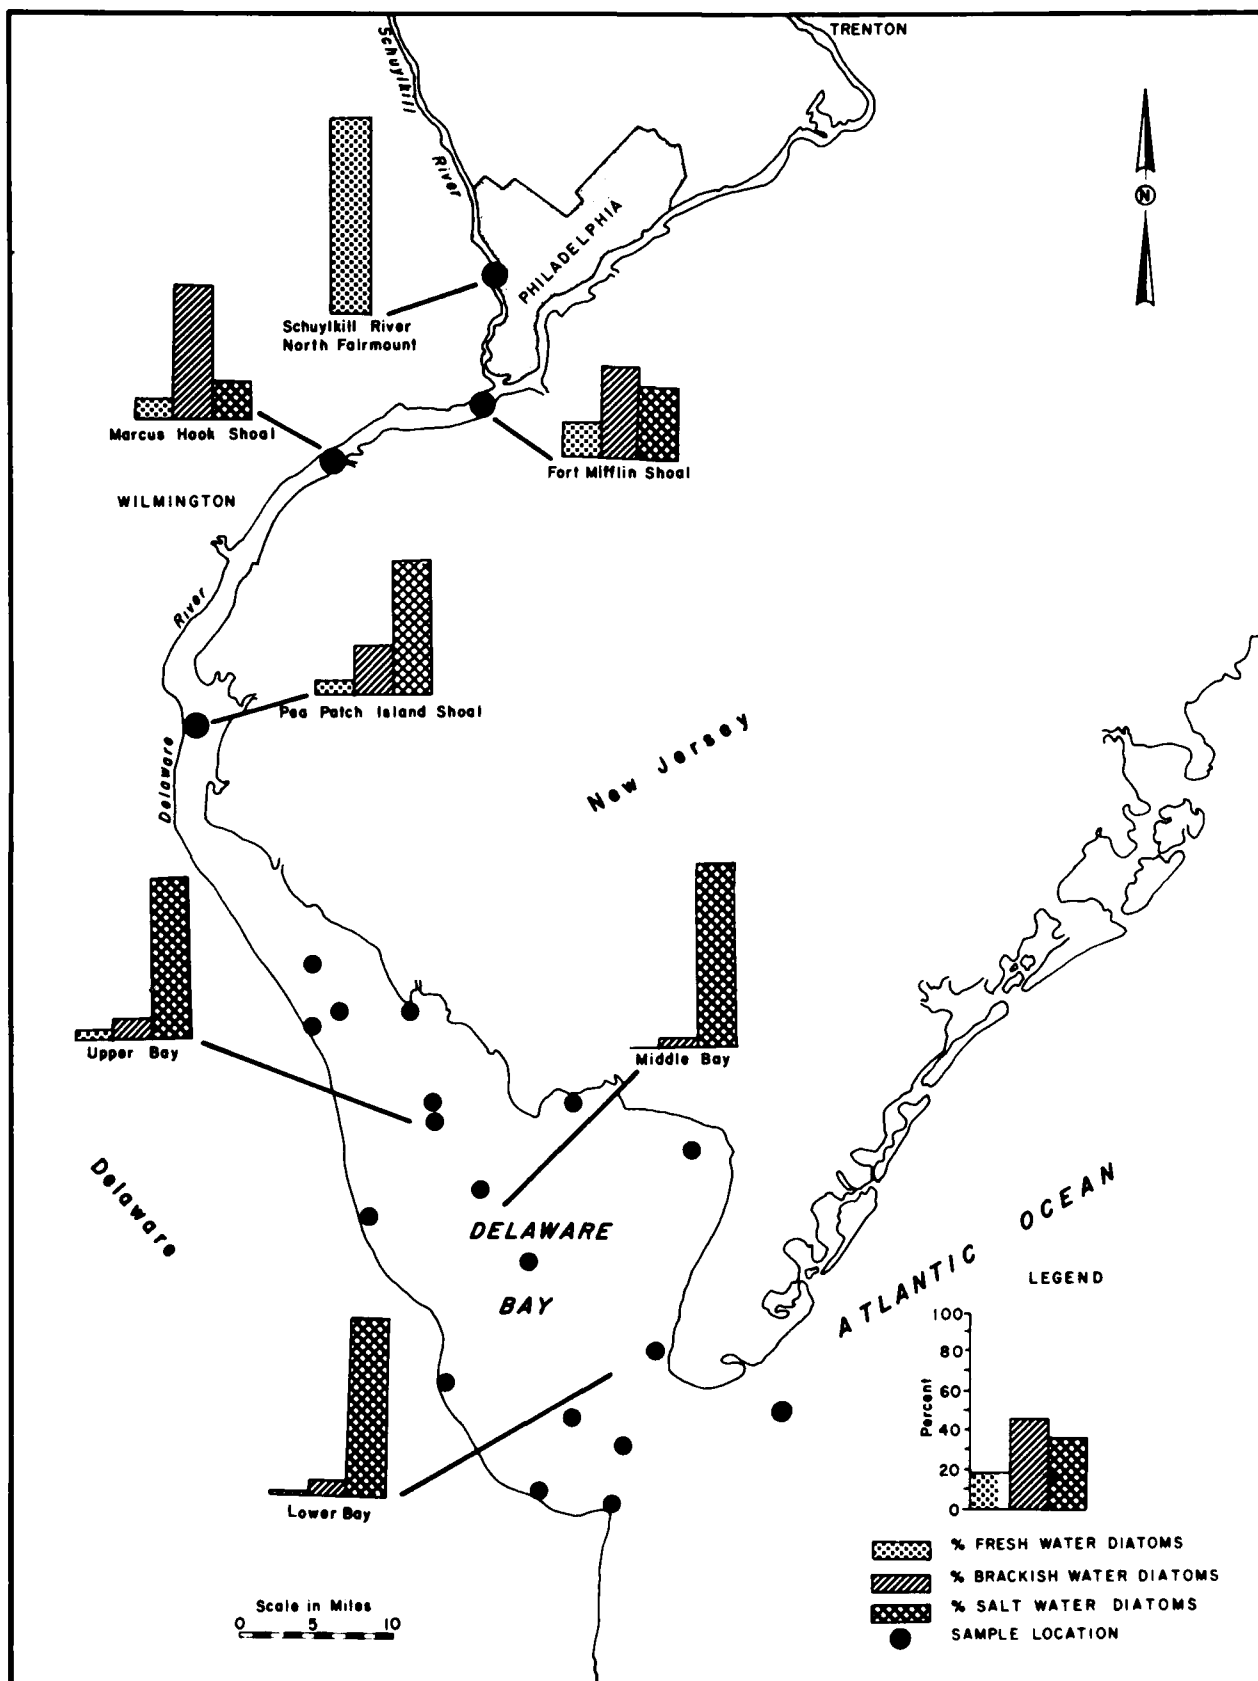 TRENTON
Schuylkill River
PHILADELPHIA
N
Schuylkill River
North Fairmount
Marcus Hook Shoal
Fort Mifflin Shoal
WILMINGTON
Delaware River
Pea Patch Island Shoal
New Jersey
Upper Bay
Middle Bay
Delaware
DELAWARE
BAY
ATLANTIC OCEAN
Lower Bay
LEGEND
100
80
60
40
20
0
Percent
% FRESH WATER DIATOMS
% BRACKISH WATER DIATOMS
% SALT WATER DIATOMS
SAMPLE LOCATION
Scale in Miles
0 5 10